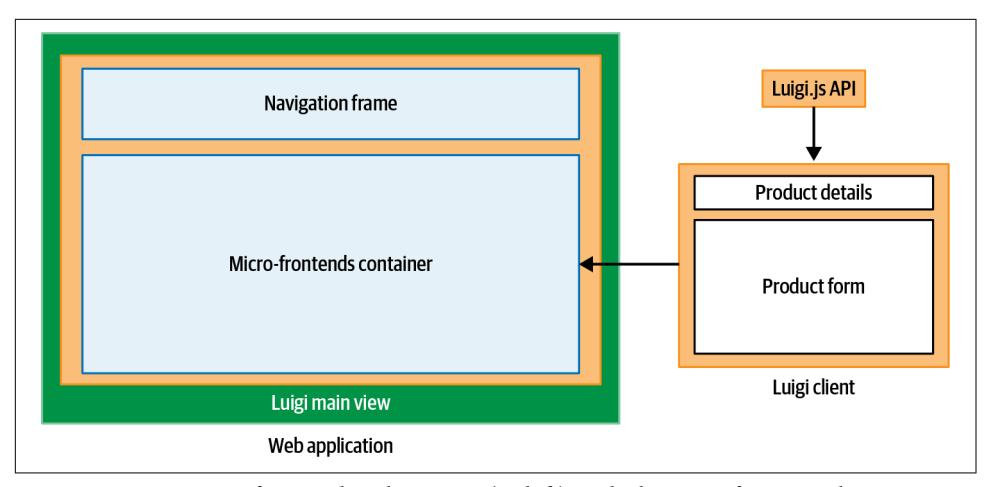 Navigation frame
Micro-frontends container
Luigi main view
Web application
Luigi.js API
Product details
Product form
Luigi client